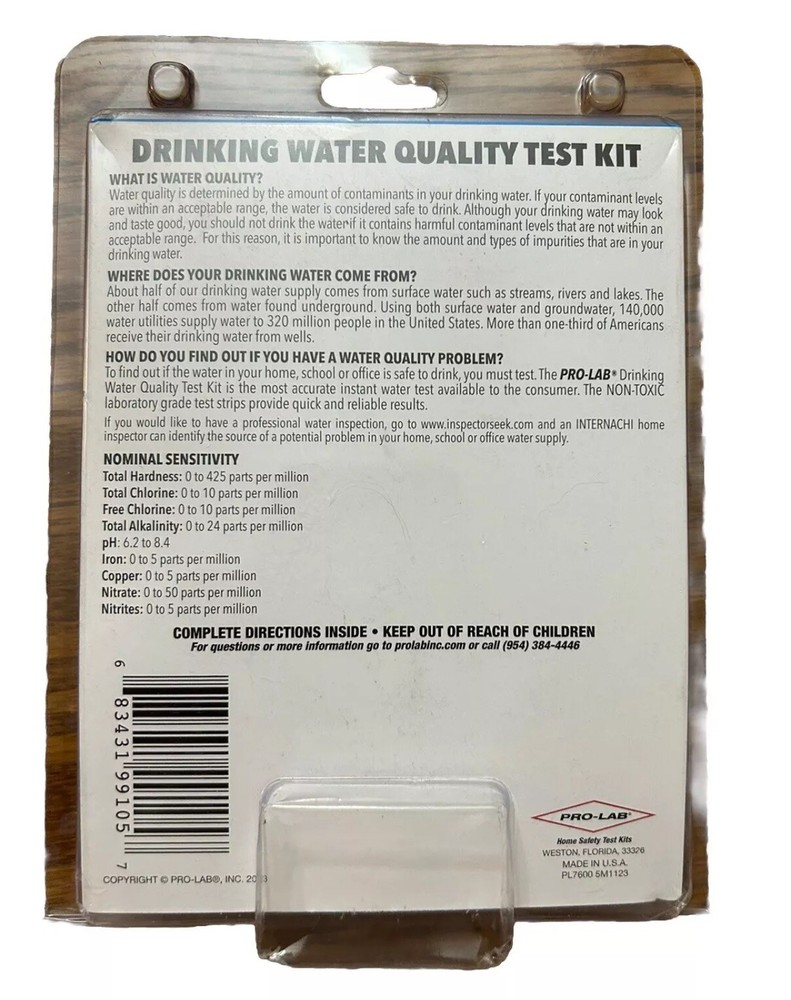 DRINKING WATER QUALITY TEST KIT
WHAT IS WATER QUALITY?
Water quality is determined by the amount of contaminants in your drinking water. If your contaminant levels
are within an acceptable range, the water is considered safe to drink. Although your drinking water may look
and taste good, you should not drink the water if it contains harmful contaminant levels that are not within an
acceptable range. For this reason, it is important to know the amount and types of impurities that are in your
drinking water.
WHERE DOES YOUR DRINKING WATER COME FROM?
About half of our drinking water supply comes from surface water such as streams, rivers and lakes. The
other half comes from water found underground. Using both surface water and groundwater, 140,000
water utilities supply water to 320 million people in the United States. More than one-third of Americans
receive their drinking water from wells.
HOW DO YOU FIND OUT IF YOU HAVE A WATER QUALITY PROBLEM?
To find out if the water in your home, school or office is safe to drink, you must test. The PRO-LAB® Drinking
Water Quality Test Kit is the most accurate instant water test available to the consumer. The NON-TOXIC
laboratory grade test strips provide quick and reliable results.
If you would like to have a professional water inspection, go to www.inspectorseek.com and an INTERNACHI home
inspector can identify the source of a potential problem in your home, school or office water supply.
NOMINAL SENSITIVITY
Total Hardness: 0 to 425 parts per million
Total Chlorine: 0 to 10 parts per million
Free Chlorine: 0 to 10 parts per million
Total Alkalinity: 0 to 24 parts per million
pH: 6.2 to 8.4
Iron: 0 to 5 parts per million
Copper: 0 to 5 parts per million
Nitrate: 0 to 50 parts per million
Nitrites: 0 to 5 parts per million
COMPLETE DIRECTIONS INSIDE • KEEP OUT OF REACH OF CHILDREN
For questions or more information go to prolabinc.com or call (954) 384-4446
6 83431 99105 7
PRO-LAB®
Home Safety Test Kits
WESTON, FLORIDA, 33326
MADE IN U.S.A.
PL7600 5M1123
COPYRIGHT © PRO-LAB®, INC.